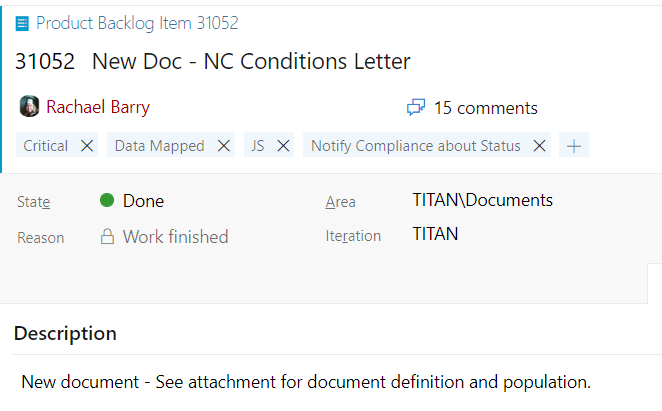 Product Backlog Item 31052
31052 New Doc - NC Conditions Letter
Rachael Barry 15 comments
Critical Data Mapped JS Notify Compliance about Status
State Done Area TITAN\Documents
Reason Work finished Iteration TITAN
Description
New document - See attachment for document definition and population.